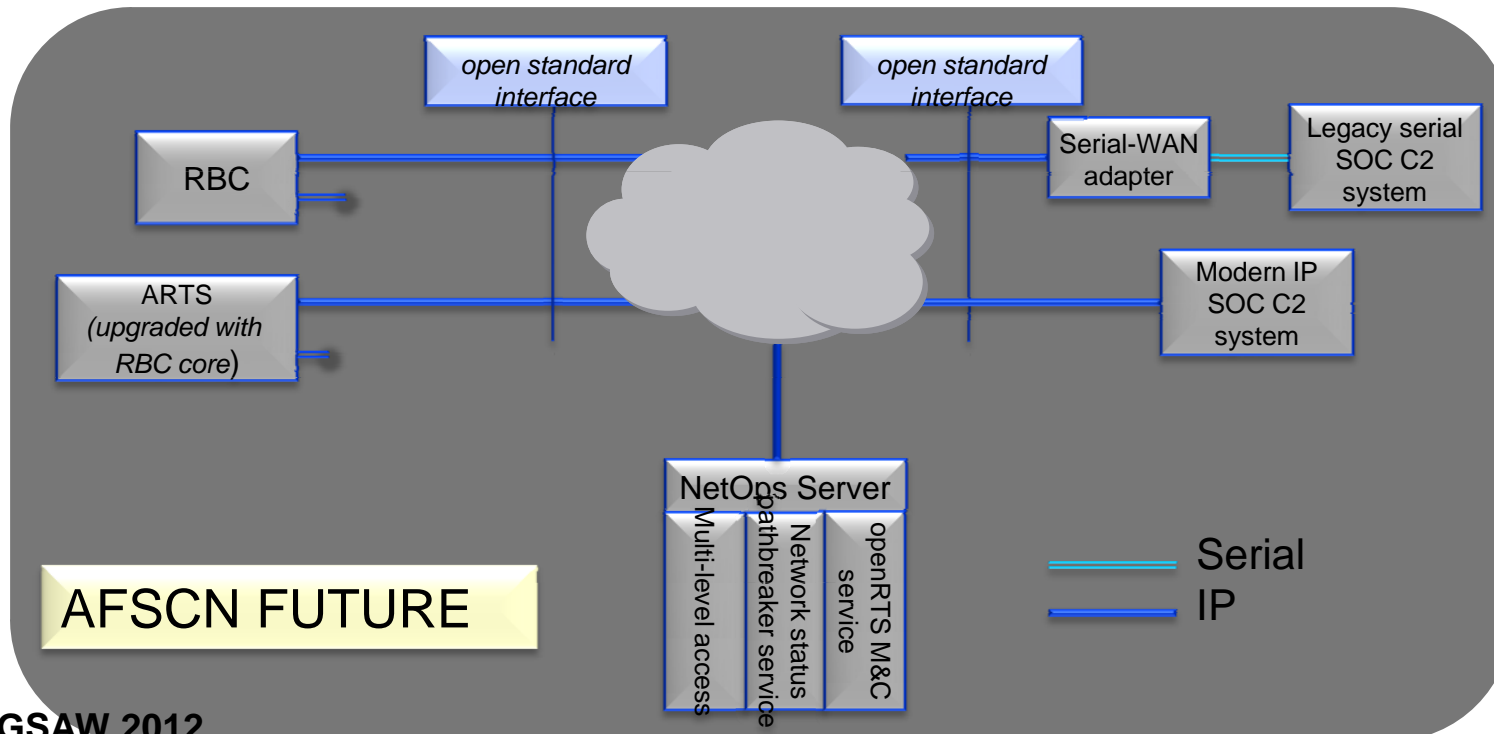 open standard
interface
open standard
interface
RBC
Serial-WAN
adapter
Legacy serial
SOC C2
system
ARTS
(upgraded with
RBC core)
Modern IP
SOC C2
system
NetOps Server
Multi-level access
Network status
pathbreaker service
openRTS M&C
service
Serial
IP
AFSCN FUTURE
GSAW 2012